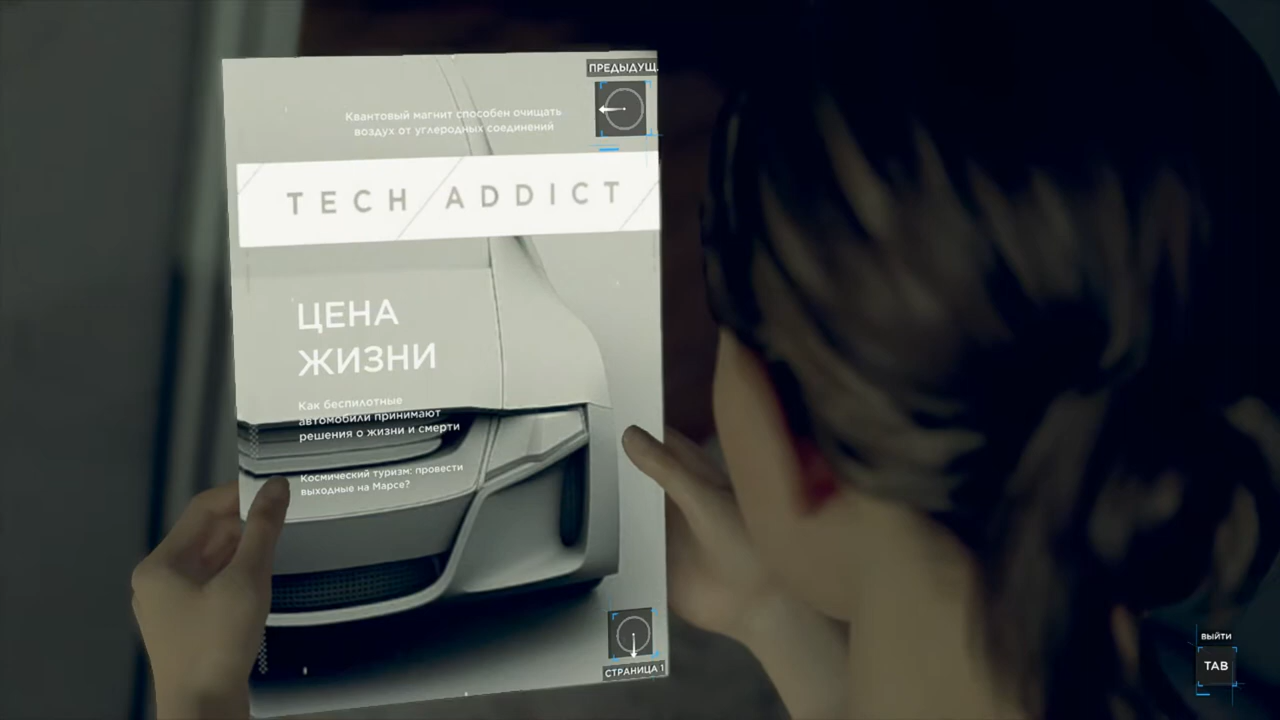 ПРЕДЫДУЩ.
Квантовый магнит способен очищать
воздух от углеродных соединений
TECH ADDICT
ЦЕНА
ЖИЗНИ
Как беспилотные
автомобили принимают
решения о жизни и смерти
Космический туризм: провести
выходные на Марсе?
СТРАНИЦА 1
ВЫЙТИ
TAB